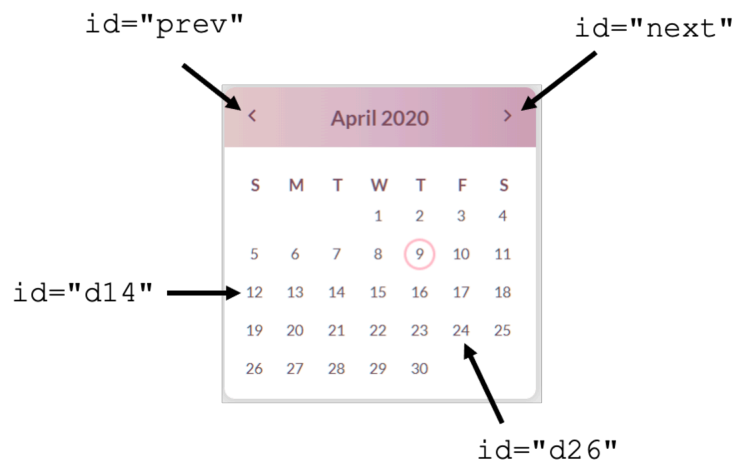 id="prev"
id="next"
< April 2020 >
S M T W T F S
1 2 3 4
5 6 7 8 9 10 11
id="d14"
12 13 14 15 16 17 18
19 20 21 22 23 24 25
26 27 28 29 30
id="d26"